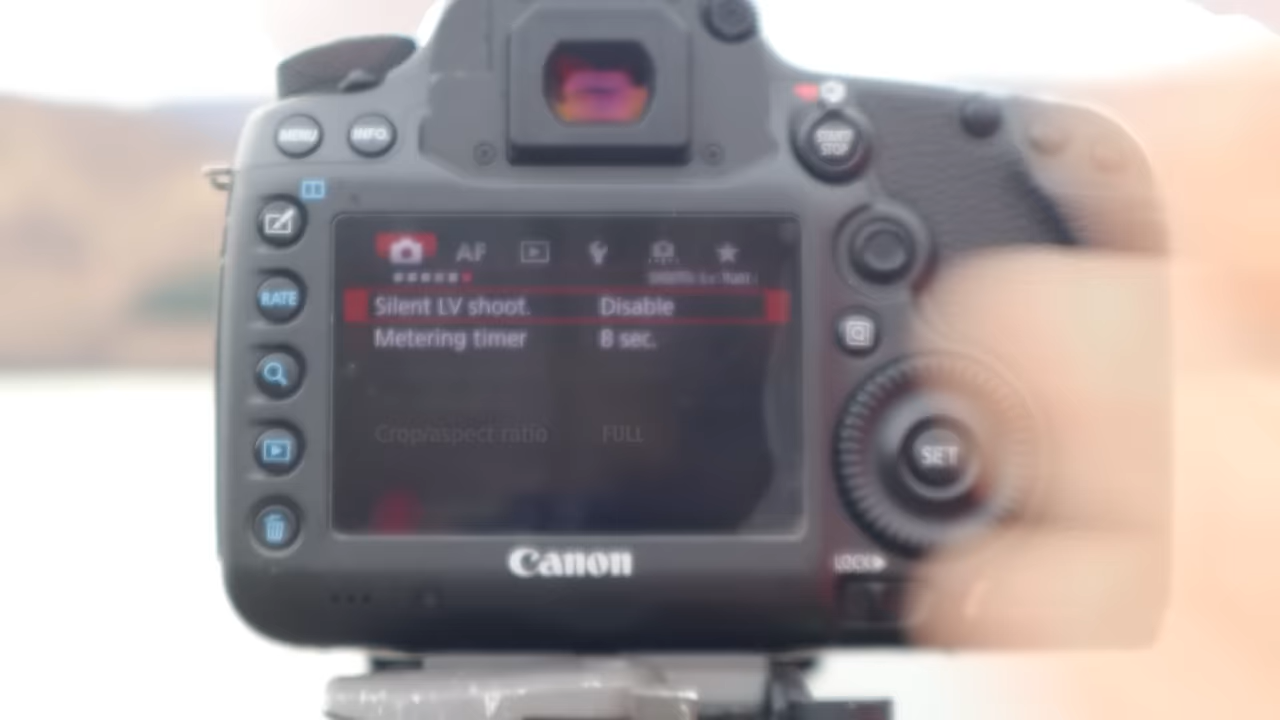 MENU INFO
START
STOP
AF
RATE
Silent LV shoot. Disable
Metering timer 8 sec.
Crop/aspect ratio FULL
SET
Canon
LOCK▶